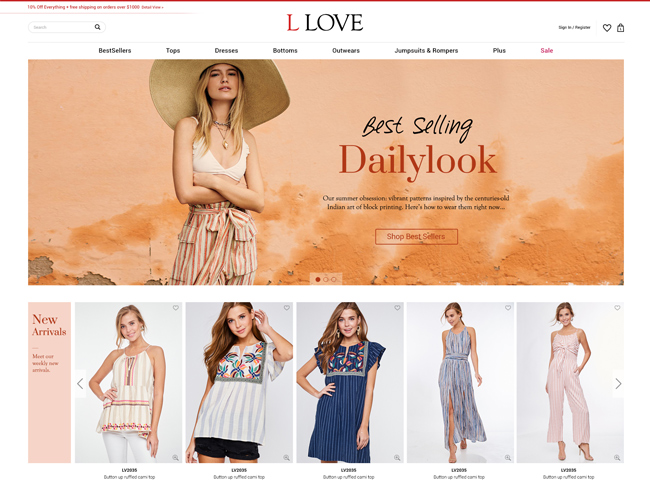 10% Off Everything + free shipping on orders over $1000 Detail View >
Search
L LOVE
Sign In / Register
BestSellers
Tops
Dresses
Bottoms
Outwears
Jumpsuits & Rompers
Plus
Sale
Best Selling
Dailylook
Our summer obsession: vibrant patterns inspired by the centuries-old
Indian art of block printing. Here's how to wear them right now...
Shop Best Sellers
New
Arrivals
Meet our
weekly new
arrivals.
LV2035
Button up ruffled cami top
LV2035
Button up ruffled cami top
LV2035
Button up ruffled cami top
LV2035
Button up ruffled cami top
LV2035
Button up ruffled cami top